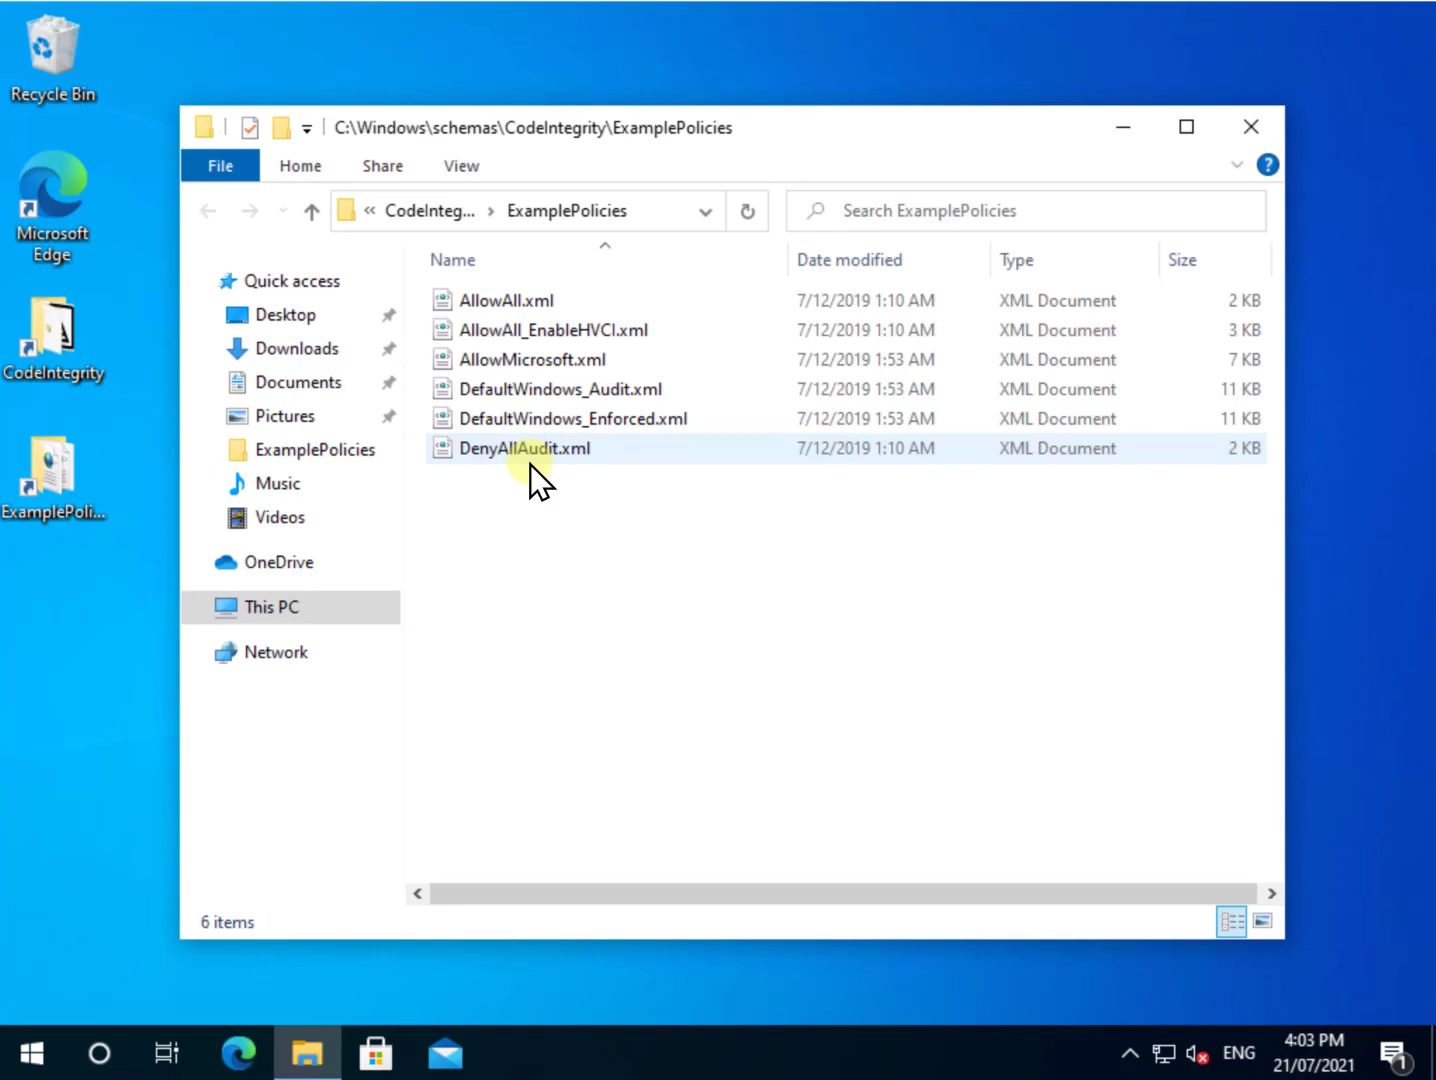 Recycle Bin
Microsoft
Edge
CodeIntegrity
ExamplePoli...
C:\Windows\schemas\CodeIntegrity\ExamplePolicies
File Home Share View
« CodeInteg... › ExamplePolicies
Search ExamplePolicies
Name Date modified Type Size
Quick access
Desktop
Downloads
Documents
Pictures
ExamplePolicies
Music
Videos
OneDrive
This PC
Network
AllowAll.xml 7/12/2019 1:10 AM XML Document 2 KB
AllowAll_EnableHVCI.xml 7/12/2019 1:10 AM XML Document 3 KB
AllowMicrosoft.xml 7/12/2019 1:53 AM XML Document 7 KB
DefaultWindows_Audit.xml 7/12/2019 1:53 AM XML Document 11 KB
DefaultWindows_Enforced.xml 7/12/2019 1:53 AM XML Document 11 KB
DenyAllAudit.xml 7/12/2019 1:10 AM XML Document 2 KB
6 items
ENG
4:03 PM
21/07/2021
1